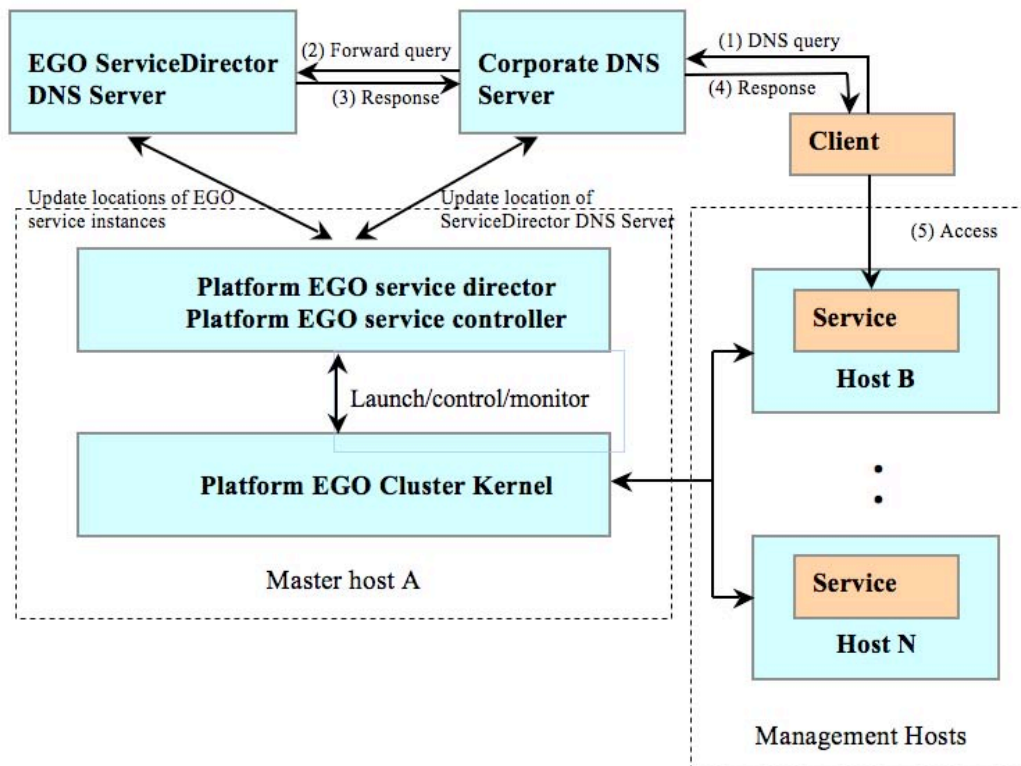 EGO ServiceDirector
DNS Server
(2) Forward query
(3) Response
Corporate DNS
Server
(1) DNS query
(4) Response
Client
Update locations of EGO
service instances
Update location of
ServiceDirector DNS Server
(5) Access
Platform EGO service director
Platform EGO service controller
Service
Host B
Launch/control/monitor
Platform EGO Cluster Kernel
Master host A
Service
Host N
Management Hosts